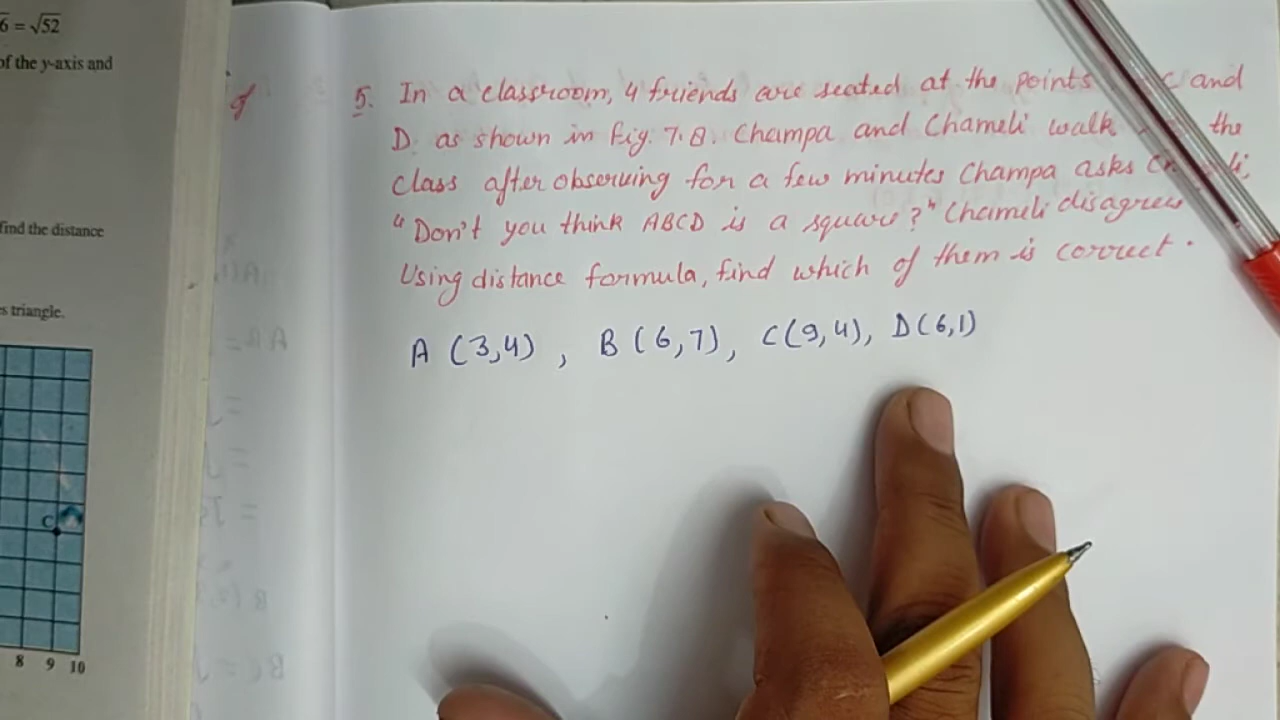 6 = √52
of the y-axis and
find the distance
s triangle.
C
8 9 10
of
5. In a classroom, 4 friends are seated at the points C and
D as shown in Fig. 7.8. Champa and Chameli walk the
class after observing for a few minutes Champa asks
"Don't you think ABCD is a square?" Chameli disagrees
Using distance formula, find which of them is correct.
A (3,4), B (6,7), C (9,4), D (6,1)